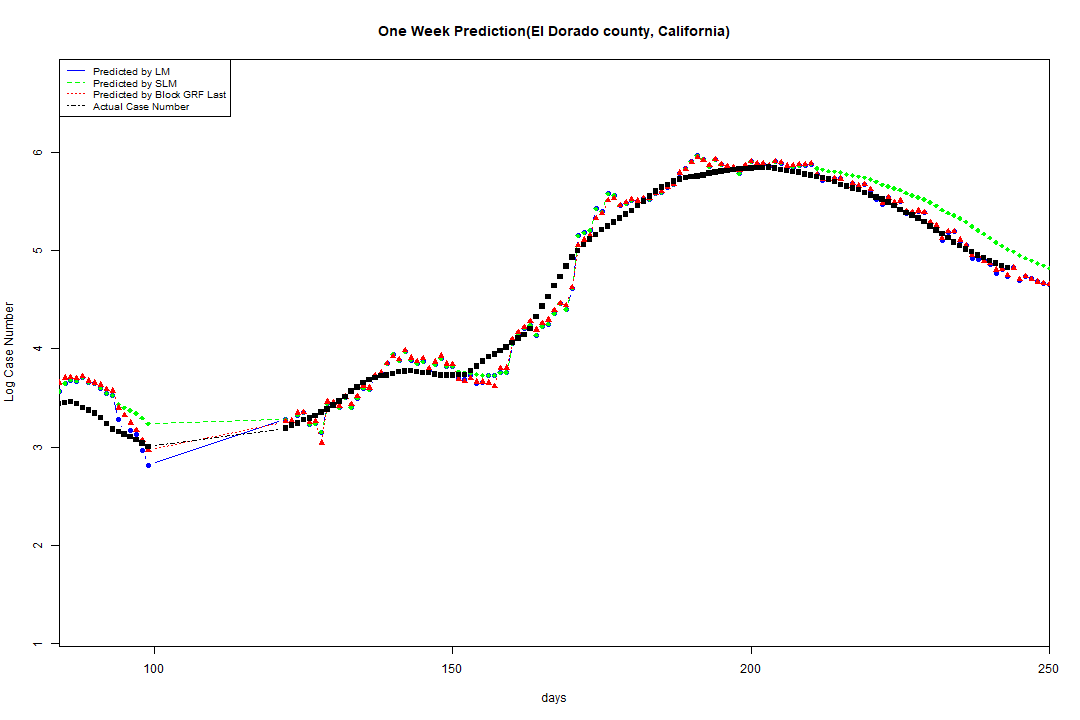 One Week Prediction(El Dorado county, California)
Predicted by LM
Predicted by SLM
Predicted by Block GRF Last
Actual Case Number
6
5
4
3
2
1
Log Case Number
100
150
200
250
days